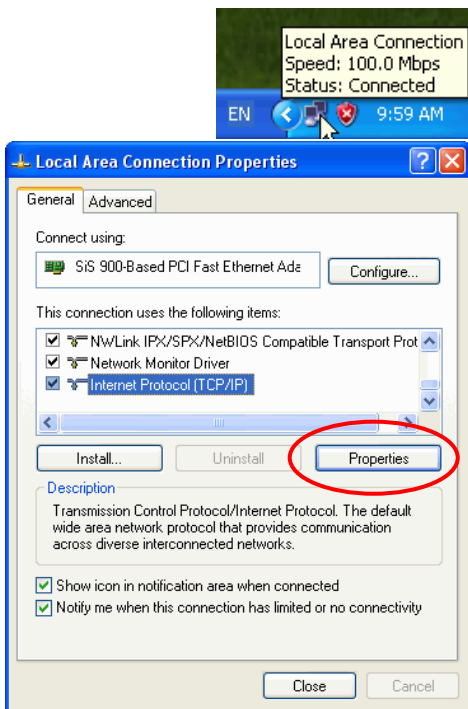 Local Area Connection
Speed: 100.0 Mbps
Status: Connected
EN 9:59 AM
Local Area Connection Properties
General Advanced
Connect using:
SiS 900-Based PCI Fast Ethernet Ada Configure...
This connection uses the following items:
NWLink IPX/SPX/NetBIOS Compatible Transport Prot
Network Monitor Driver
Internet Protocol (TCP/IP)
Install... Uninstall Properties
Description
Transmission Control Protocol/Internet Protocol. The default
wide area network protocol that provides communication
across diverse interconnected networks.
Show icon in notification area when connected
Notify me when this connection has limited or no connectivity
Close Cancel